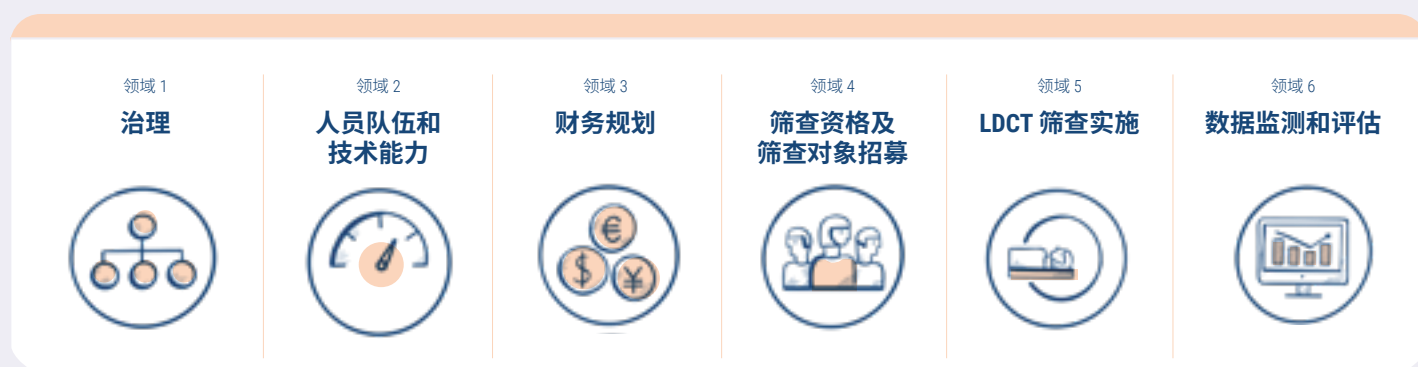 领域 1
治理
领域 2
人员队伍和
技术能力
领域 3
财务规划
€
$
¥
领域 4
筛查资格及
筛查对象招募
领域 5
LDCT 筛查实施
领域 6
数据监测和评估